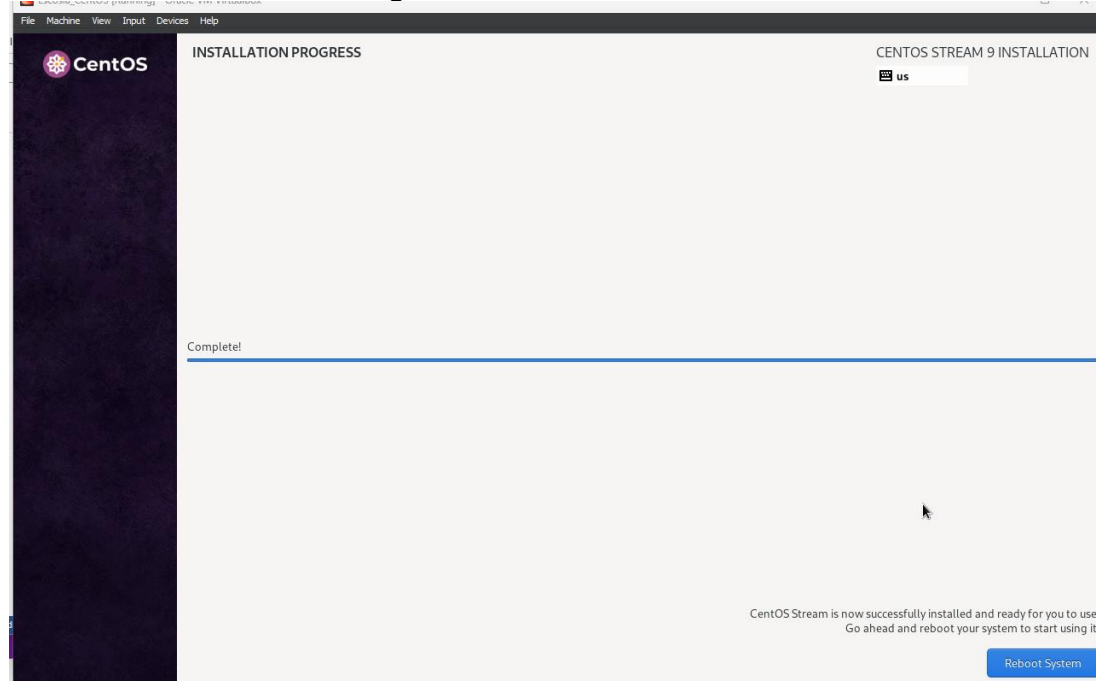 File Machine View Input Devices Help
CentOS
INSTALLATION PROGRESS
CENTOS STREAM 9 INSTALLATION
us
Complete!
CentOS Stream is now successfully installed and ready for you to use
Go ahead and reboot your system to start using it
Reboot System